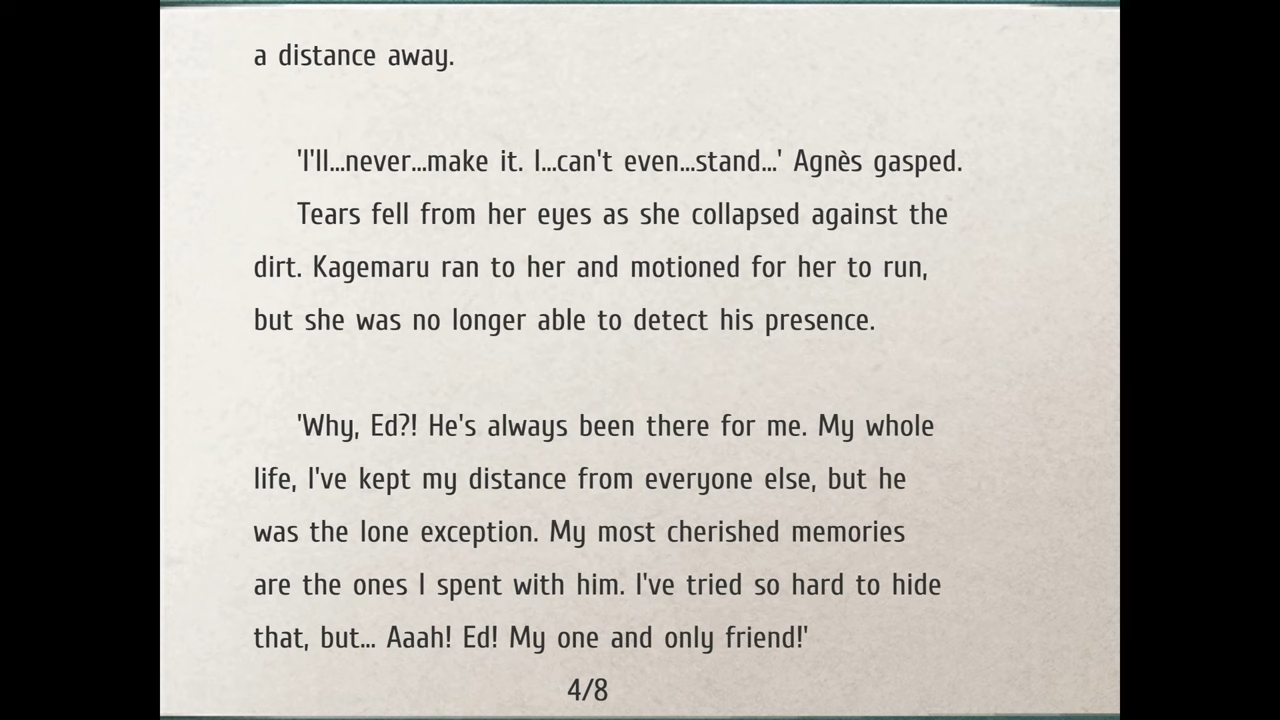 a distance away.
'I'll...never...make it. I...can't even...stand...' Agnès gasped.
Tears fell from her eyes as she collapsed against the
dirt. Kagemaru ran to her and motioned for her to run,
but she was no longer able to detect his presence.
'Why, Ed?! He's always been there for me. My whole
life, I've kept my distance from everyone else, but he
was the lone exception. My most cherished memories
are the ones I spent with him. I've tried so hard to hide
that, but... Aaah! Ed! My one and only friend!'
4/8